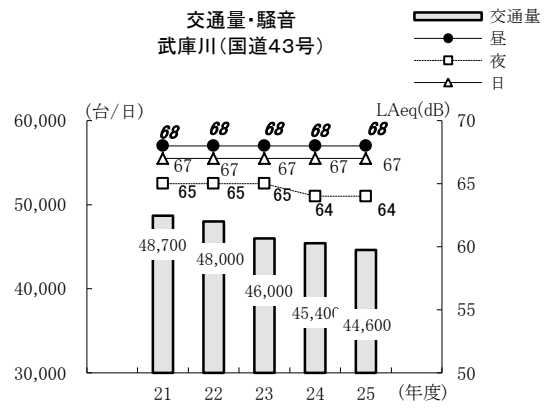 交通量・騒音
武庫川(国道43号)
交通量
昼
夜
日
(台/日)
LAeq(dB)
60,000
50,000
40,000
30,000
70
65
60
55
50
68 68 68 68 68
67 67 67 67 67
65 65 65 64 64
48,700
48,000
46,000
45,400
44,600
21 22 23 24 25 (年度)